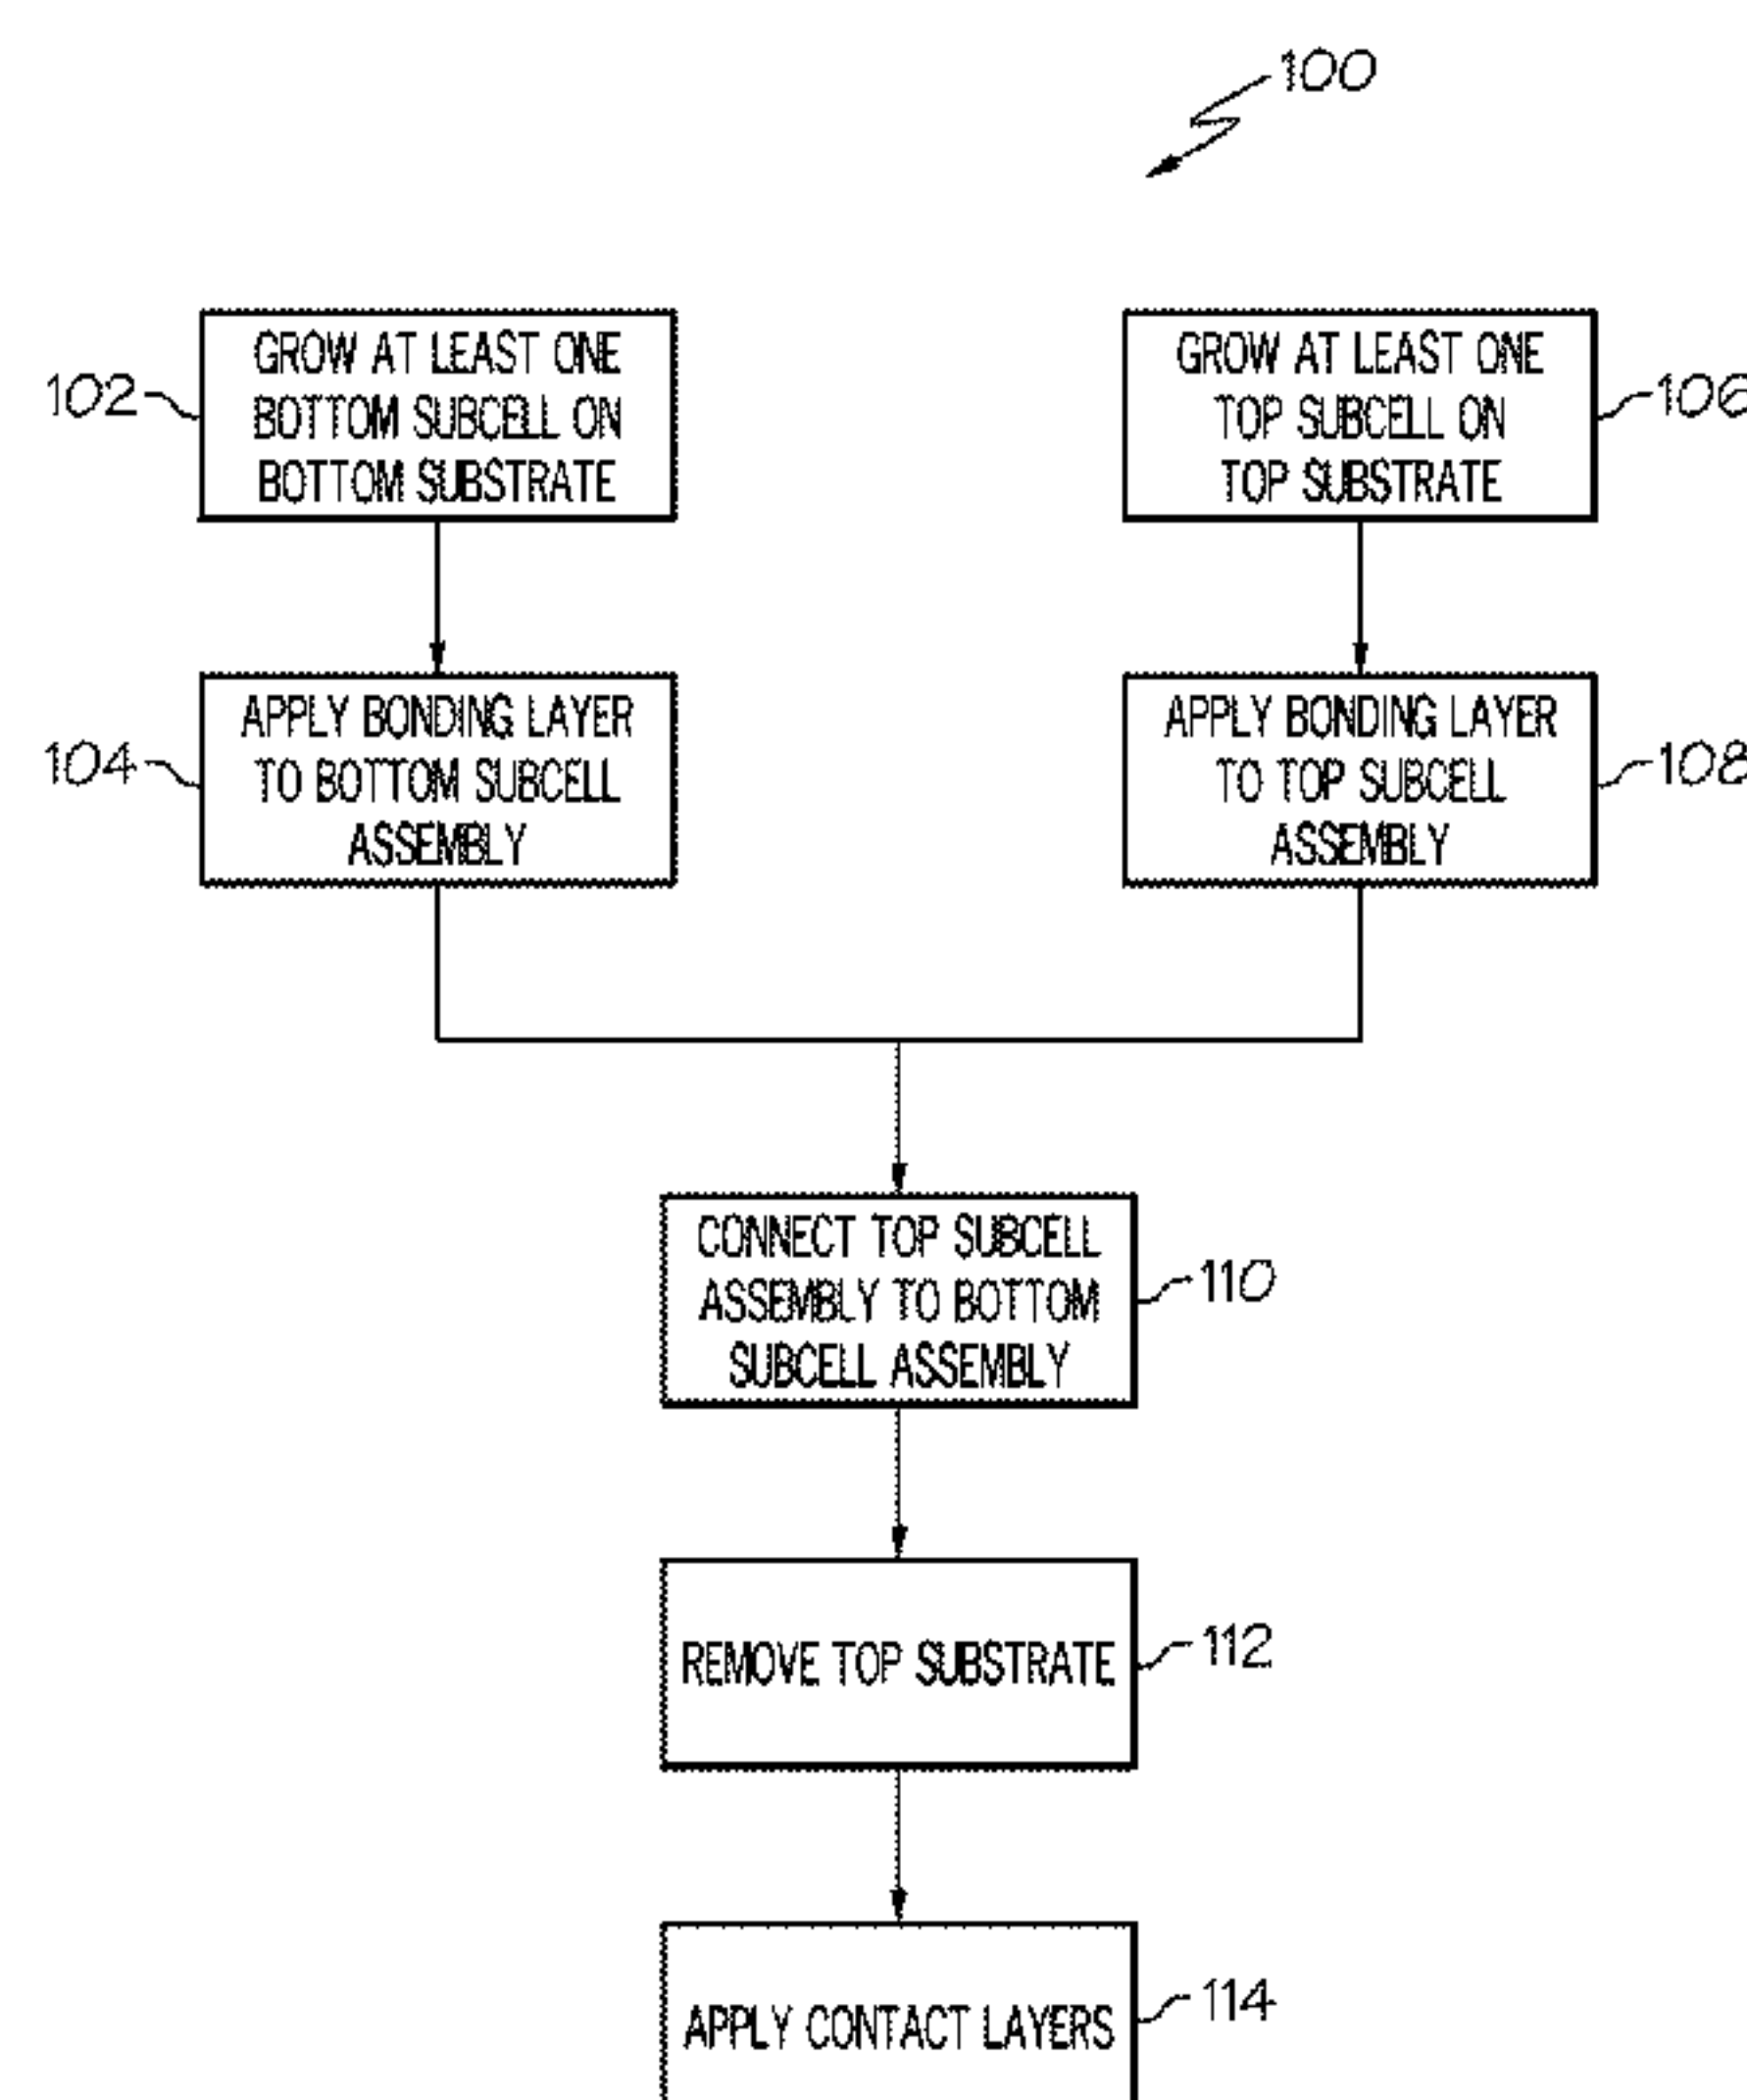 100
102
GROW AT LEAST ONE
BOTTOM SUBCELL ON
BOTTOM SUBSTRATE
GROW AT LEAST ONE
TOP SUBCELL ON
TOP SUBSTRATE
106
104
APPLY BONDING LAYER
TO BOTTOM SUBCELL
ASSEMBLY
APPLY BONDING LAYER
TO TOP SUBCELL
ASSEMBLY
108
CONNECT TOP SUBCELL
ASSEMBLY TO BOTTOM
SUBCELL ASSEMBLY
110
REMOVE TOP SUBSTRATE
112
APPLY CONTACT LAYERS
114